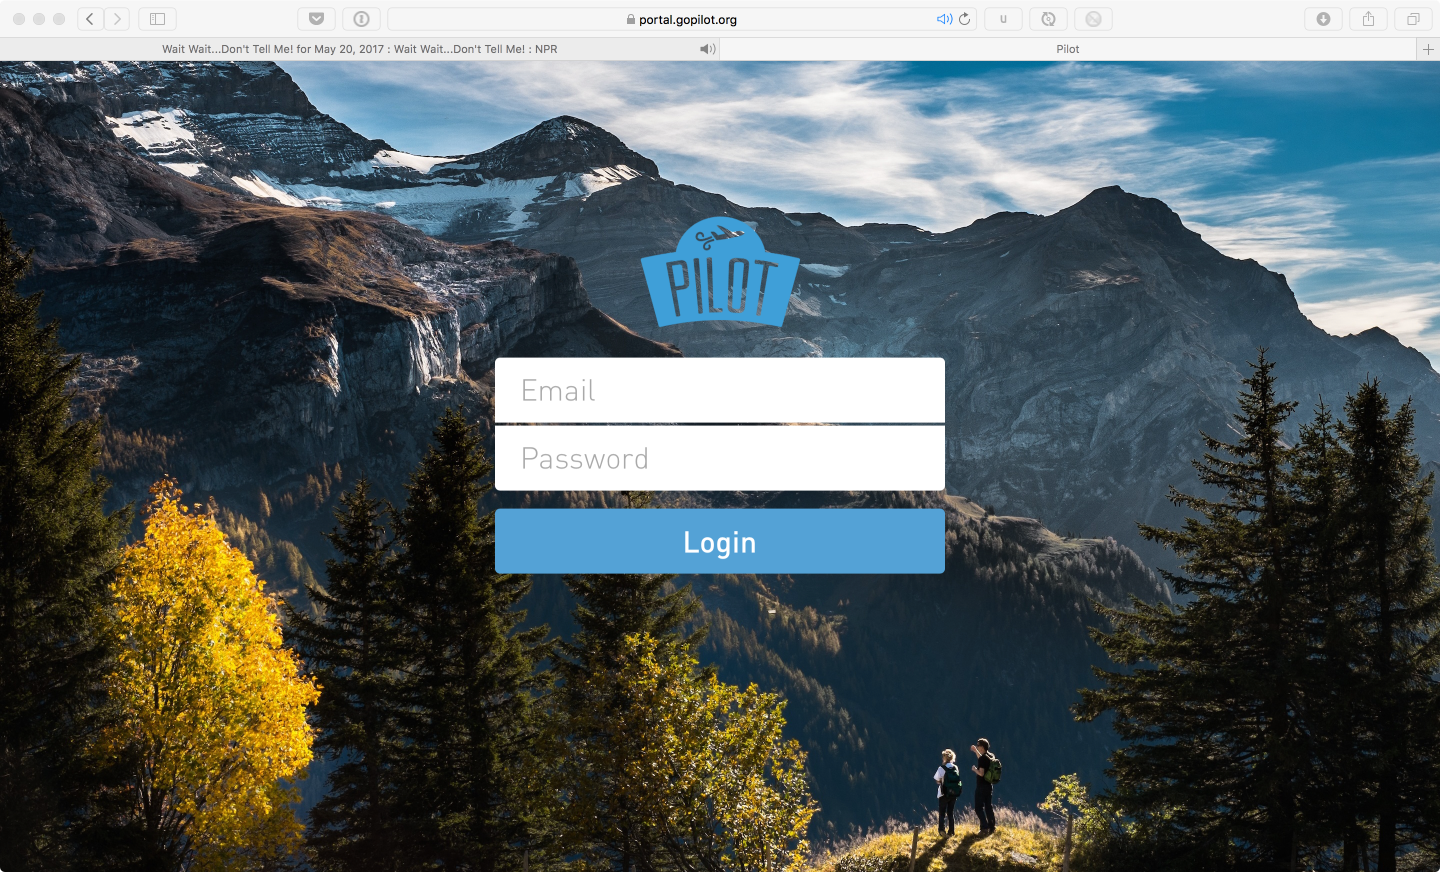 portal.gopilot.org
u
Wait Wait...Don't Tell Me! for May 20, 2017 : Wait Wait...Don't Tell Me! : NPR
Pilot
PILOT
Email
Password
Login